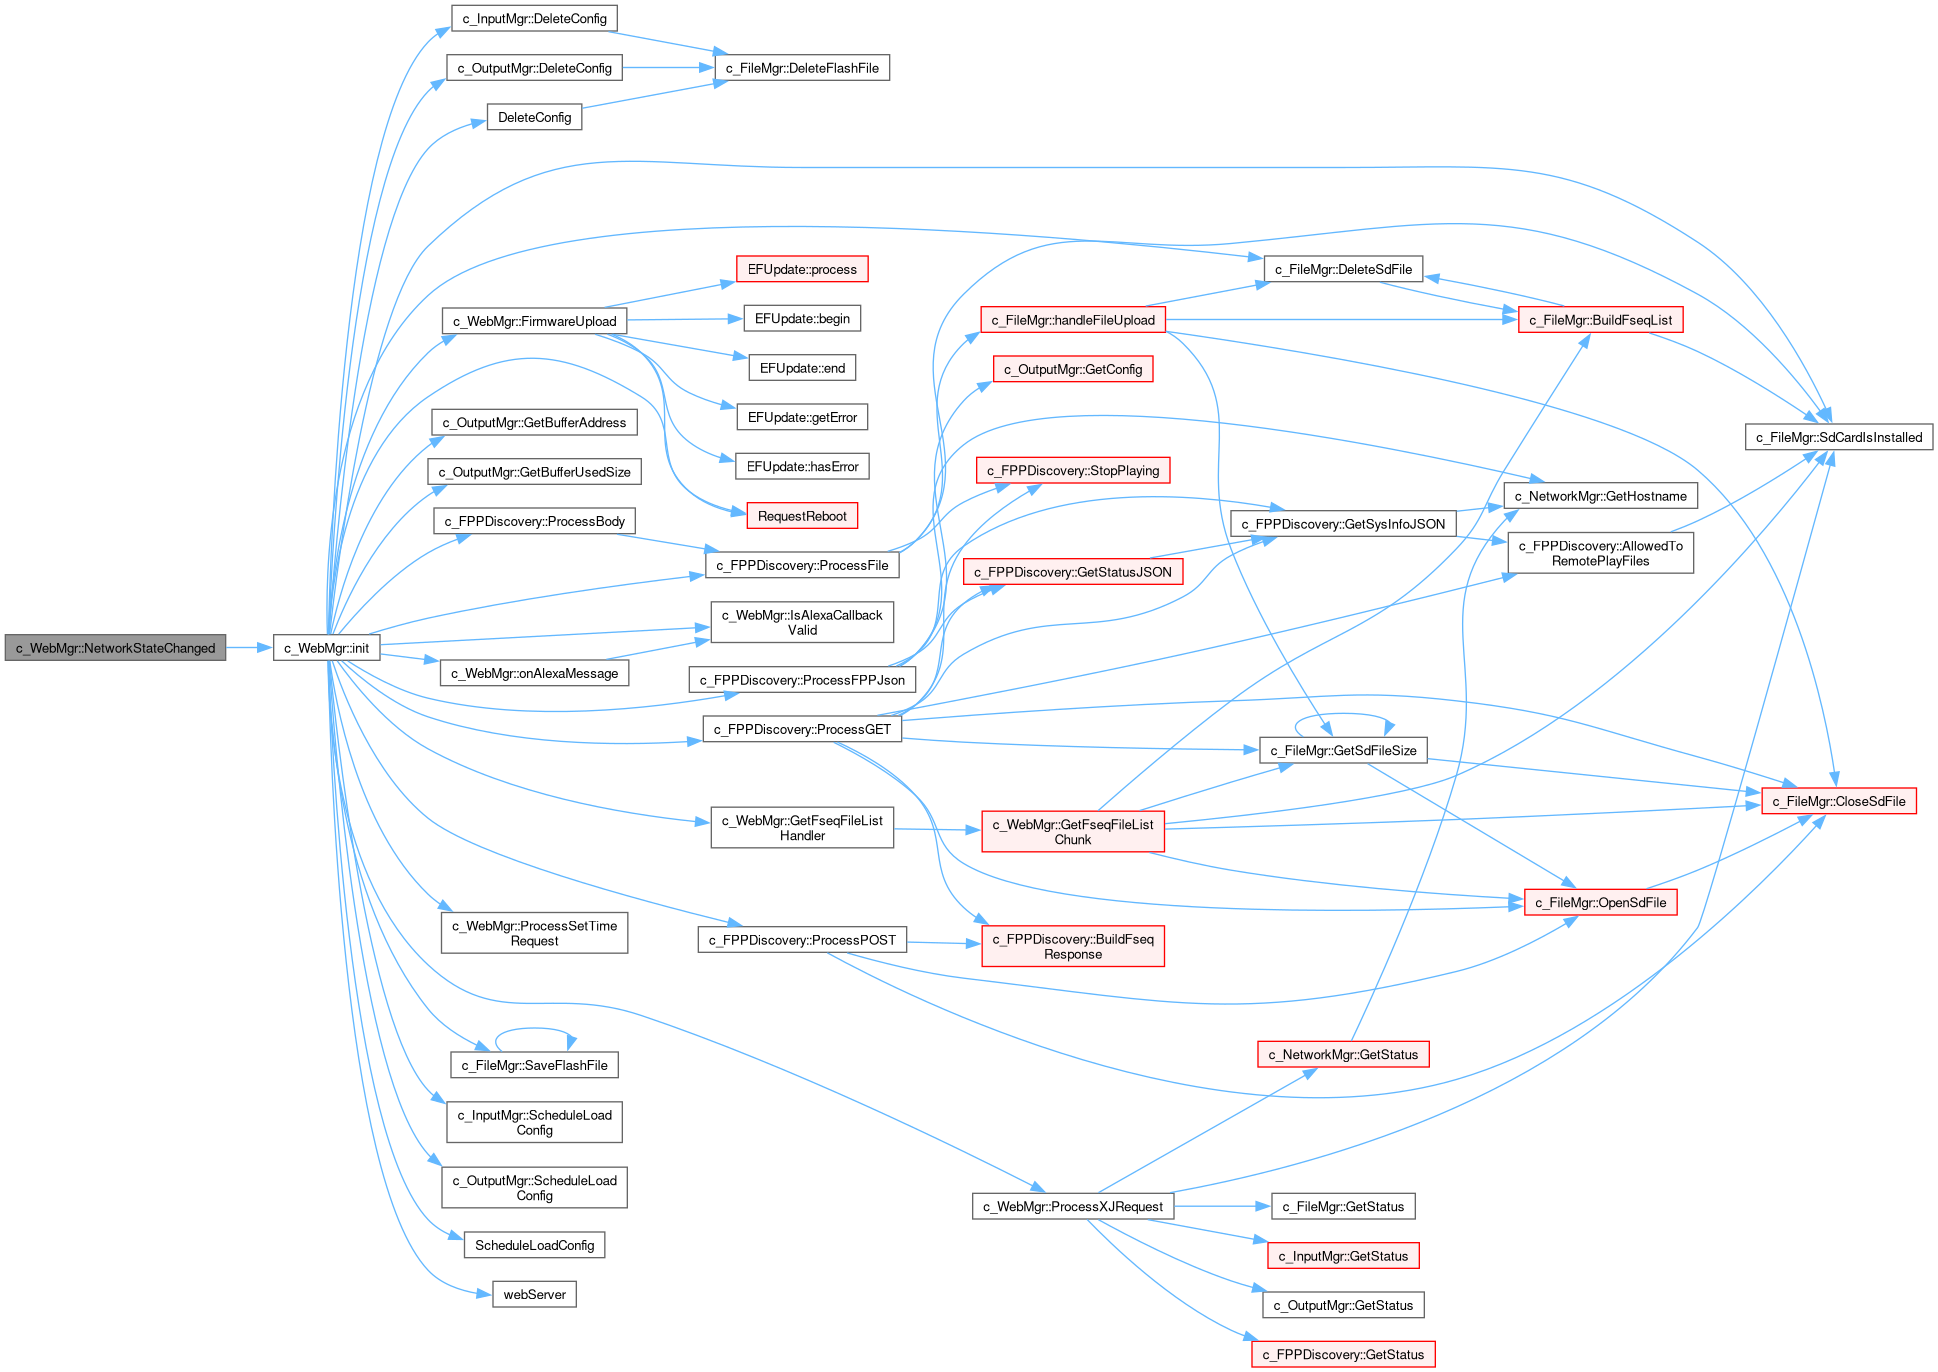 c_WebMgr::NetworkStateChanged
c_WebMgr::init
c_InputMgr::DeleteConfig
c_OutputMgr::DeleteConfig
DeleteConfig
c_WebMgr::FirmwareUpload
c_OutputMgr::GetBufferAddress
c_OutputMgr::GetBufferUsedSize
c_FPPDiscovery::ProcessBody
c_WebMgr::onAlexaMessage
c_WebMgr::ProcessSetTime
Request
c_FileMgr::SaveFlashFile
c_InputMgr::ScheduleLoad
Config
c_OutputMgr::ScheduleLoad
Config
ScheduleLoadConfig
webServer
c_FileMgr::DeleteFlashFile
EFUpdate::process
EFUpdate::begin
EFUpdate::end
EFUpdate::getError
EFUpdate::hasError
RequestReboot
c_FPPDiscovery::ProcessFile
c_WebMgr::IsAlexaCallback
Valid
c_FPPDiscovery::ProcessFPPJson
c_FPPDiscovery::ProcessGET
c_WebMgr::GetFseqFileList
Handler
c_FPPDiscovery::ProcessPOST
c_FileMgr::handleFileUpload
c_OutputMgr::GetConfig
c_FPPDiscovery::StopPlaying
c_FPPDiscovery::GetStatusJSON
c_WebMgr::GetFseqFileList
Chunk
c_FPPDiscovery::BuildFseq
Response
c_WebMgr::ProcessXJRequest
c_FileMgr::DeleteSdFile
c_FPPDiscovery::GetSysInfoJSON
c_FileMgr::GetSdFileSize
c_NetworkMgr::GetStatus
c_FileMgr::GetStatus
c_InputMgr::GetStatus
c_OutputMgr::GetStatus
c_FPPDiscovery::GetStatus
c_FileMgr::BuildFseqList
c_NetworkMgr::GetHostname
c_FPPDiscovery::AllowedTo
RemotePlayFiles
c_FileMgr::OpenSdFile
c_FileMgr::SdCardIsInstalled
c_FileMgr::CloseSdFile